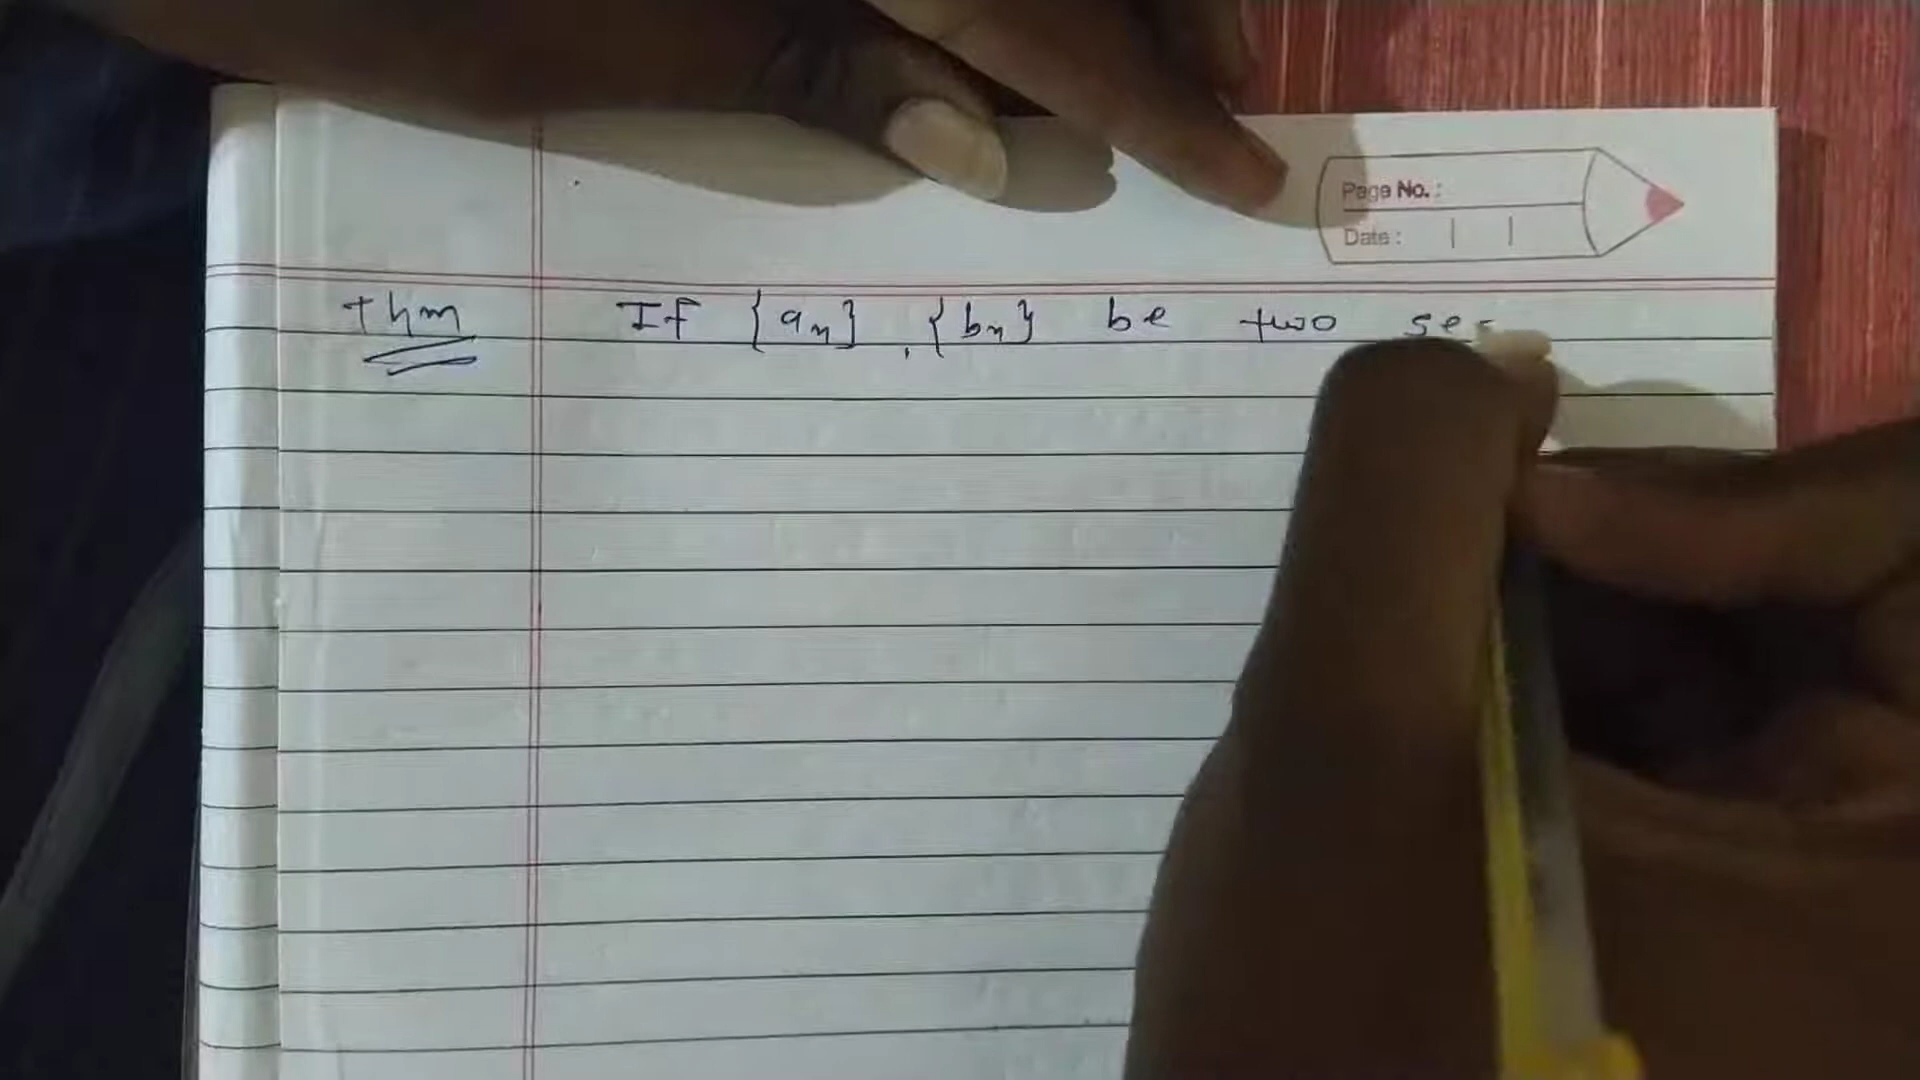 Page No. :
Date :
Thm If {an}, {bn} be two